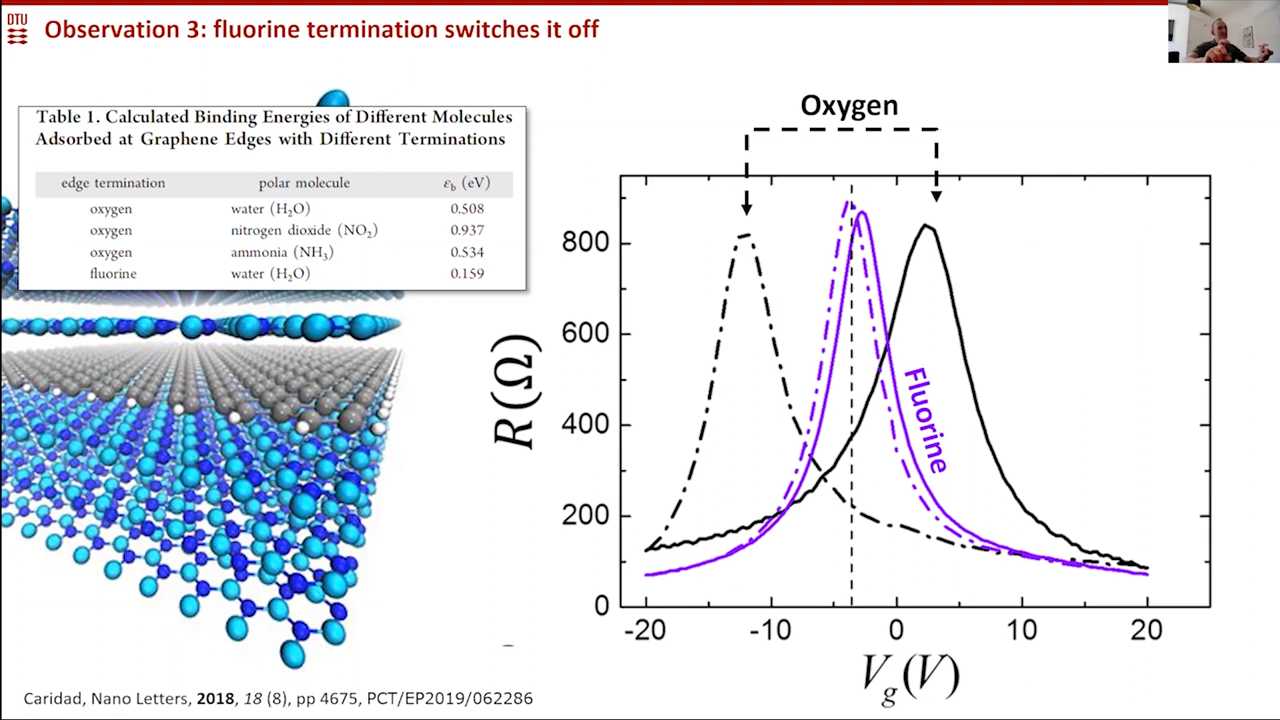 DTU
Observation 3: fluorine termination switches it off
Table 1. Calculated Binding Energies of Different Molecules
Adsorbed at Graphene Edges with Different Terminations
edge termination polar molecule εb (eV)
oxygen water (H₂O) 0.508
oxygen nitrogen dioxide (NO₂) 0.937
oxygen ammonia (NH₃) 0.534
fluorine water (H₂O) 0.159
Oxygen
800
600
400
200
0
R(Ω)
Fluorine
-20 -10 0 10 20
Vg(V)
Caridad, Nano Letters, 2018, 18 (8), pp 4675, PCT/EP2019/062286